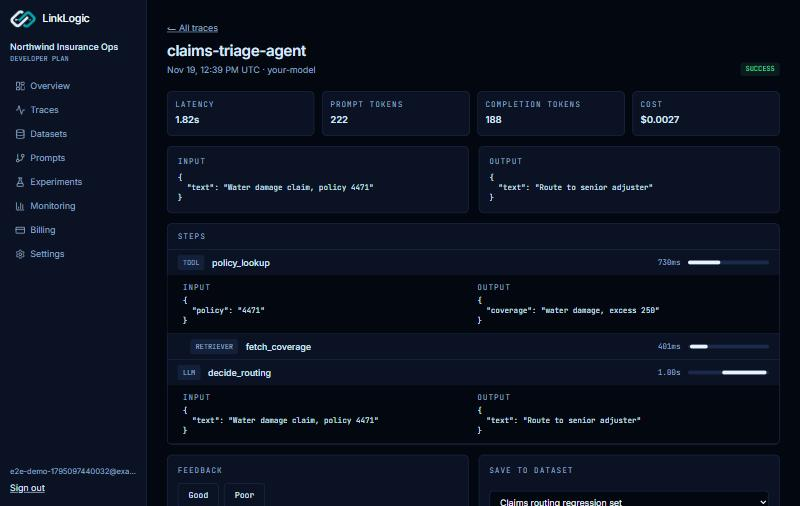 LinkLogic
Northwind Insurance Ops
DEVELOPER PLAN
Overview
Traces
Datasets
Prompts
Experiments
Monitoring
Billing
Settings
e2e-demo-1795097440032@exa...
Sign out
← All traces
claims-triage-agent
Nov 19, 12:39 PM UTC · your-model
SUCCESS
LATENCY
1.82s
PROMPT TOKENS
222
COMPLETION TOKENS
188
COST
$0.0027
INPUT
{
"text": "Water damage claim, policy 4471"
}
OUTPUT
{
"text": "Route to senior adjuster"
}
STEPS
TOOL policy_lookup 730ms
INPUT
{
"policy": "4471"
}
OUTPUT
{
"coverage": "water damage, excess 250"
}
RETRIEVER fetch_coverage 401ms
LLM decide_routing 1.00s
INPUT
{
"text": "Water damage claim, policy 4471"
}
OUTPUT
{
"text": "Route to senior adjuster"
}
FEEDBACK
Good Poor
SAVE TO DATASET
Claims routing regression set